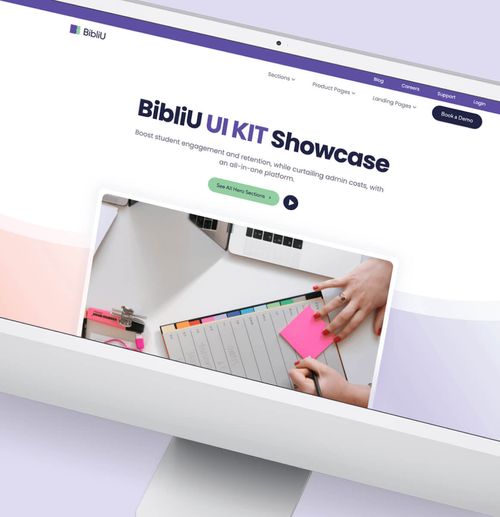 BibliU
Blog Careers Support Login
Sections Product Pages Landing Pages Book a Demo
BibliU UI KIT Showcase
Boost student engagement and retention, while curtailing admin costs, with
an all-in-one platform.
See All Hero Sections